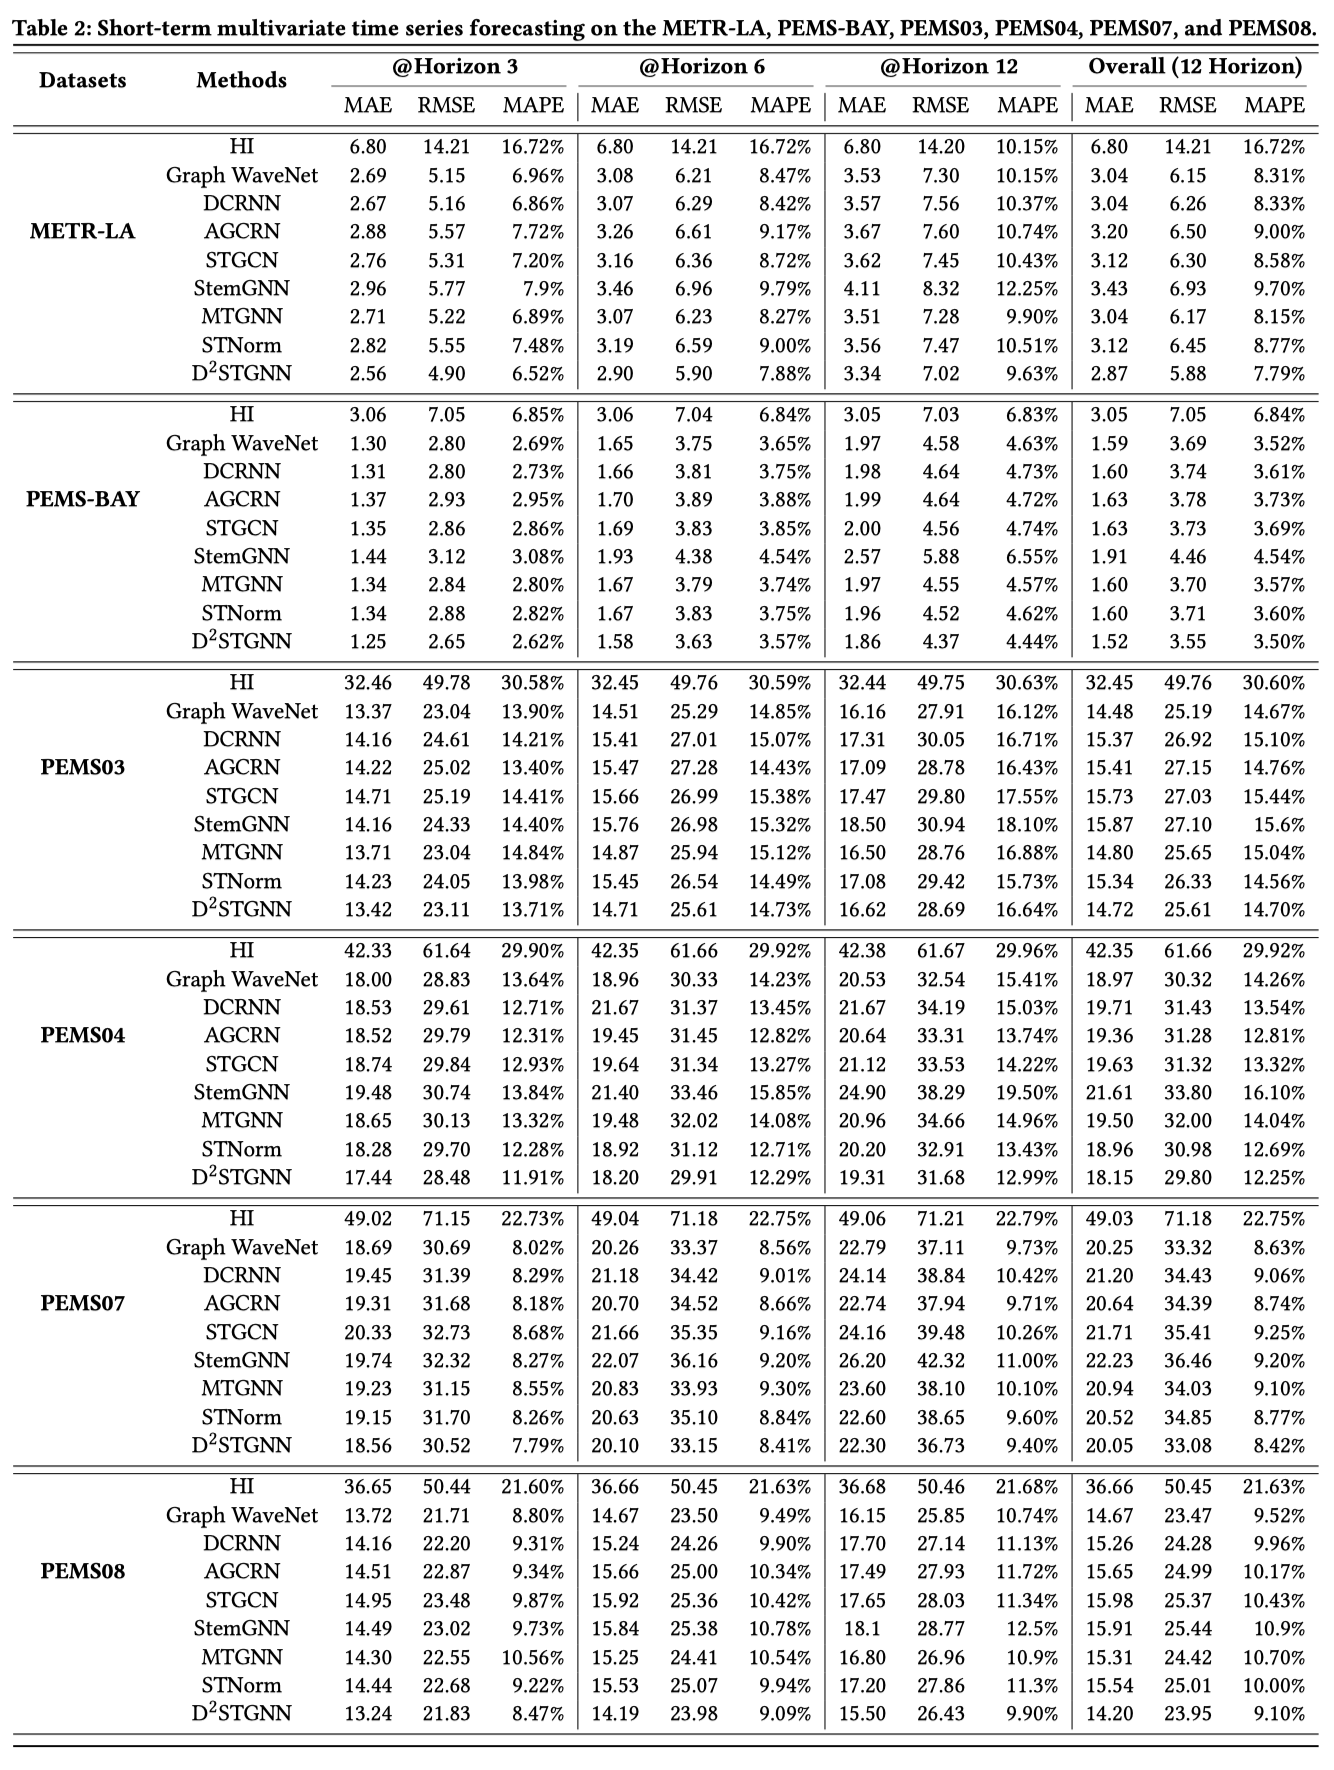 Table 2: Short-term multivariate time series forecasting on the METR-LA, PEMS-BAY, PEMS03, PEMS04, PEMS07, and PEMS08.
Datasets Methods @Horizon 3 @Horizon 6 @Horizon 12 Overall (12 Horizon)
MAE RMSE MAPE MAE RMSE MAPE MAE RMSE MAPE MAE RMSE MAPE
HI 6.80 14.21 16.72% 6.80 14.21 16.72% 6.80 14.20 10.15% 6.80 14.21 16.72%
Graph WaveNet 2.69 5.15 6.96% 3.08 6.21 8.47% 3.53 7.30 10.15% 3.04 6.15 8.31%
DCRNN 2.67 5.16 6.86% 3.07 6.29 8.42% 3.57 7.56 10.37% 3.04 6.26 8.33%
METR-LA AGCRN 2.88 5.57 7.72% 3.26 6.61 9.17% 3.67 7.60 10.74% 3.20 6.50 9.00%
STGCN 2.76 5.31 7.20% 3.16 6.36 8.72% 3.62 7.45 10.43% 3.12 6.30 8.58%
StemGNN 2.96 5.77 7.9% 3.46 6.96 9.79% 4.11 8.32 12.25% 3.43 6.93 9.70%
MTGNN 2.71 5.22 6.89% 3.07 6.23 8.27% 3.51 7.28 9.90% 3.04 6.17 8.15%
STNorm 2.82 5.55 7.48% 3.19 6.59 9.00% 3.56 7.47 10.51% 3.12 6.45 8.77%
D²STGNN 2.56 4.90 6.52% 2.90 5.90 7.88% 3.34 7.02 9.63% 2.87 5.88 7.79%
HI 3.06 7.05 6.85% 3.06 7.04 6.84% 3.05 7.03 6.83% 3.05 7.05 6.84%
Graph WaveNet 1.30 2.80 2.69% 1.65 3.75 3.65% 1.97 4.58 4.63% 1.59 3.69 3.52%
DCRNN 1.31 2.80 2.73% 1.66 3.81 3.75% 1.98 4.64 4.73% 1.60 3.74 3.61%
PEMS-BAY AGCRN 1.37 2.93 2.95% 1.70 3.89 3.88% 1.99 4.64 4.72% 1.63 3.78 3.73%
STGCN 1.35 2.86 2.86% 1.69 3.83 3.85% 2.00 4.56 4.74% 1.63 3.73 3.69%
StemGNN 1.44 3.12 3.08% 1.93 4.38 4.54% 2.57 5.88 6.55% 1.91 4.46 4.54%
MTGNN 1.34 2.84 2.80% 1.67 3.79 3.74% 1.97 4.55 4.57% 1.60 3.70 3.57%
STNorm 1.34 2.88 2.82% 1.67 3.83 3.75% 1.96 4.52 4.62% 1.60 3.71 3.60%
D²STGNN 1.25 2.65 2.62% 1.58 3.63 3.57% 1.86 4.37 4.44% 1.52 3.55 3.50%
HI 32.46 49.78 30.58% 32.45 49.76 30.59% 32.44 49.75 30.63% 32.45 49.76 30.60%
Graph WaveNet 13.37 23.04 13.90% 14.51 25.29 14.85% 16.16 27.91 16.12% 14.48 25.19 14.67%
DCRNN 14.16 24.61 14.21% 15.41 27.01 15.07% 17.31 30.05 16.71% 15.37 26.92 15.10%
PEMS03 AGCRN 14.22 25.02 13.40% 15.47 27.28 14.43% 17.09 28.78 16.43% 15.41 27.15 14.76%
STGCN 14.71 25.19 14.41% 15.66 26.99 15.38% 17.47 29.80 17.55% 15.73 27.03 15.44%
StemGNN 14.16 24.33 14.40% 15.76 26.98 15.32% 18.50 30.94 18.10% 15.87 27.10 15.6%
MTGNN 13.71 23.04 14.84% 14.87 25.94 15.12% 16.50 28.76 16.88% 14.80 25.65 15.04%
STNorm 14.23 24.05 13.98% 15.45 26.54 14.49% 17.08 29.42 15.73% 15.34 26.33 14.56%
D²STGNN 13.42 23.11 13.71% 14.71 25.61 14.73% 16.62 28.69 16.64% 14.72 25.61 14.70%
HI 42.33 61.64 29.90% 42.35 61.66 29.92% 42.38 61.67 29.96% 42.35 61.66 29.92%
Graph WaveNet 18.00 28.83 13.64% 18.96 30.33 14.23% 20.53 32.54 15.41% 18.97 30.32 14.26%
DCRNN 18.53 29.61 12.71% 21.67 31.37 13.45% 21.67 34.19 15.03% 19.71 31.43 13.54%
PEMS04 AGCRN 18.52 29.79 12.31% 19.45 31.45 12.82% 20.64 33.31 13.74% 19.36 31.28 12.81%
STGCN 18.74 29.84 12.93% 19.64 31.34 13.27% 21.12 33.53 14.22% 19.63 31.32 13.32%
StemGNN 19.48 30.74 13.84% 21.40 33.46 15.85% 24.90 38.29 19.50% 21.61 33.80 16.10%
MTGNN 18.65 30.13 13.32% 19.48 32.02 14.08% 20.96 34.66 14.96% 19.50 32.00 14.04%
STNorm 18.28 29.70 12.28% 18.92 31.12 12.71% 20.20 32.91 13.43% 18.96 30.98 12.69%
D²STGNN 17.44 28.48 11.91% 18.20 29.91 12.29% 19.31 31.68 12.99% 18.15 29.80 12.25%
HI 49.02 71.15 22.73% 49.04 71.18 22.75% 49.06 71.21 22.79% 49.03 71.18 22.75%
Graph WaveNet 18.69 30.69 8.02% 20.26 33.37 8.56% 22.79 37.11 9.73% 20.25 33.32 8.63%
DCRNN 19.45 31.39 8.29% 21.18 34.42 9.01% 24.14 38.84 10.42% 21.20 34.43 9.06%
PEMS07 AGCRN 19.31 31.68 8.18% 20.70 34.52 8.66% 22.74 37.94 9.71% 20.64 34.39 8.74%
STGCN 20.33 32.73 8.68% 21.66 35.35 9.16% 24.16 39.48 10.26% 21.71 35.41 9.25%
StemGNN 19.74 32.32 8.27% 22.07 36.16 9.20% 26.20 42.32 11.00% 22.23 36.46 9.20%
MTGNN 19.23 31.15 8.55% 20.83 33.93 9.30% 23.60 38.10 10.10% 20.94 34.03 9.10%
STNorm 19.15 31.70 8.26% 20.63 35.10 8.84% 22.60 38.65 9.60% 20.52 34.85 8.77%
D²STGNN 18.56 30.52 7.79% 20.10 33.15 8.41% 22.30 36.73 9.40% 20.05 33.08 8.42%
HI 36.65 50.44 21.60% 36.66 50.45 21.63% 36.68 50.46 21.68% 36.66 50.45 21.63%
Graph WaveNet 13.72 21.71 8.80% 14.67 23.50 9.49% 16.15 25.85 10.74% 14.67 23.47 9.52%
DCRNN 14.16 22.20 9.31% 15.24 24.26 9.90% 17.70 27.14 11.13% 15.26 24.28 9.96%
PEMS08 AGCRN 14.51 22.87 9.34% 15.66 25.00 10.34% 17.49 27.93 11.72% 15.65 24.99 10.17%
STGCN 14.95 23.48 9.87% 15.92 25.36 10.42% 17.65 28.03 11.34% 15.98 25.37 10.43%
StemGNN 14.49 23.02 9.73% 15.84 25.38 10.78% 18.1 28.77 12.5% 15.91 25.44 10.9%
MTGNN 14.30 22.55 10.56% 15.25 24.41 10.54% 16.80 26.96 10.9% 15.31 24.42 10.70%
STNorm 14.44 22.68 9.22% 15.53 25.07 9.94% 17.20 27.86 11.3% 15.54 25.01 10.00%
D²STGNN 13.24 21.83 8.47% 14.19 23.98 9.09% 15.50 26.43 9.90% 14.20 23.95 9.10%